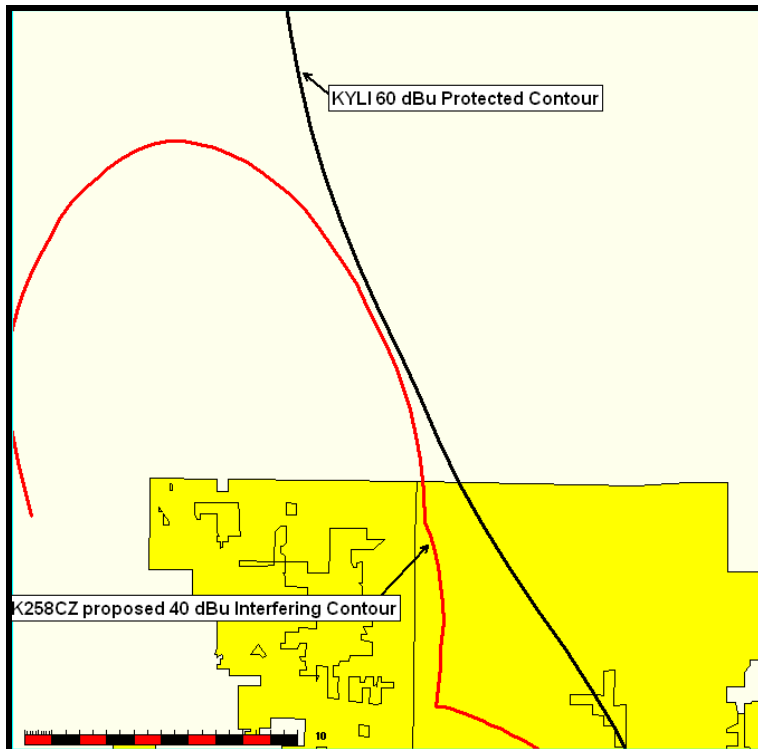 KYLI 60 dBu Protected Contour
K258CZ proposed 40 dBu Interfering Contour
10